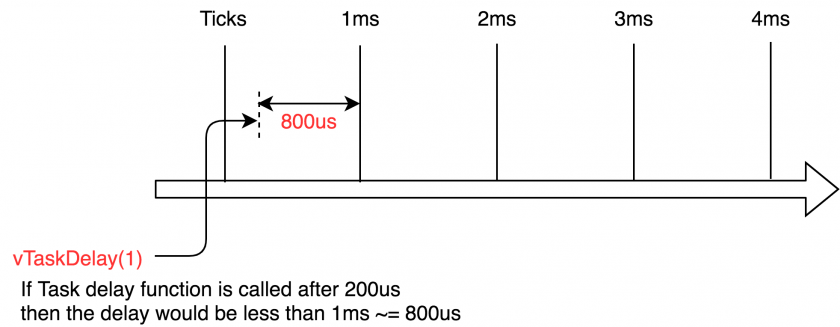 Ticks 1ms 2ms 3ms 4ms
800us
vTaskDelay(1)
If Task delay function is called after 200us
then the delay would be less than 1ms ~= 800us